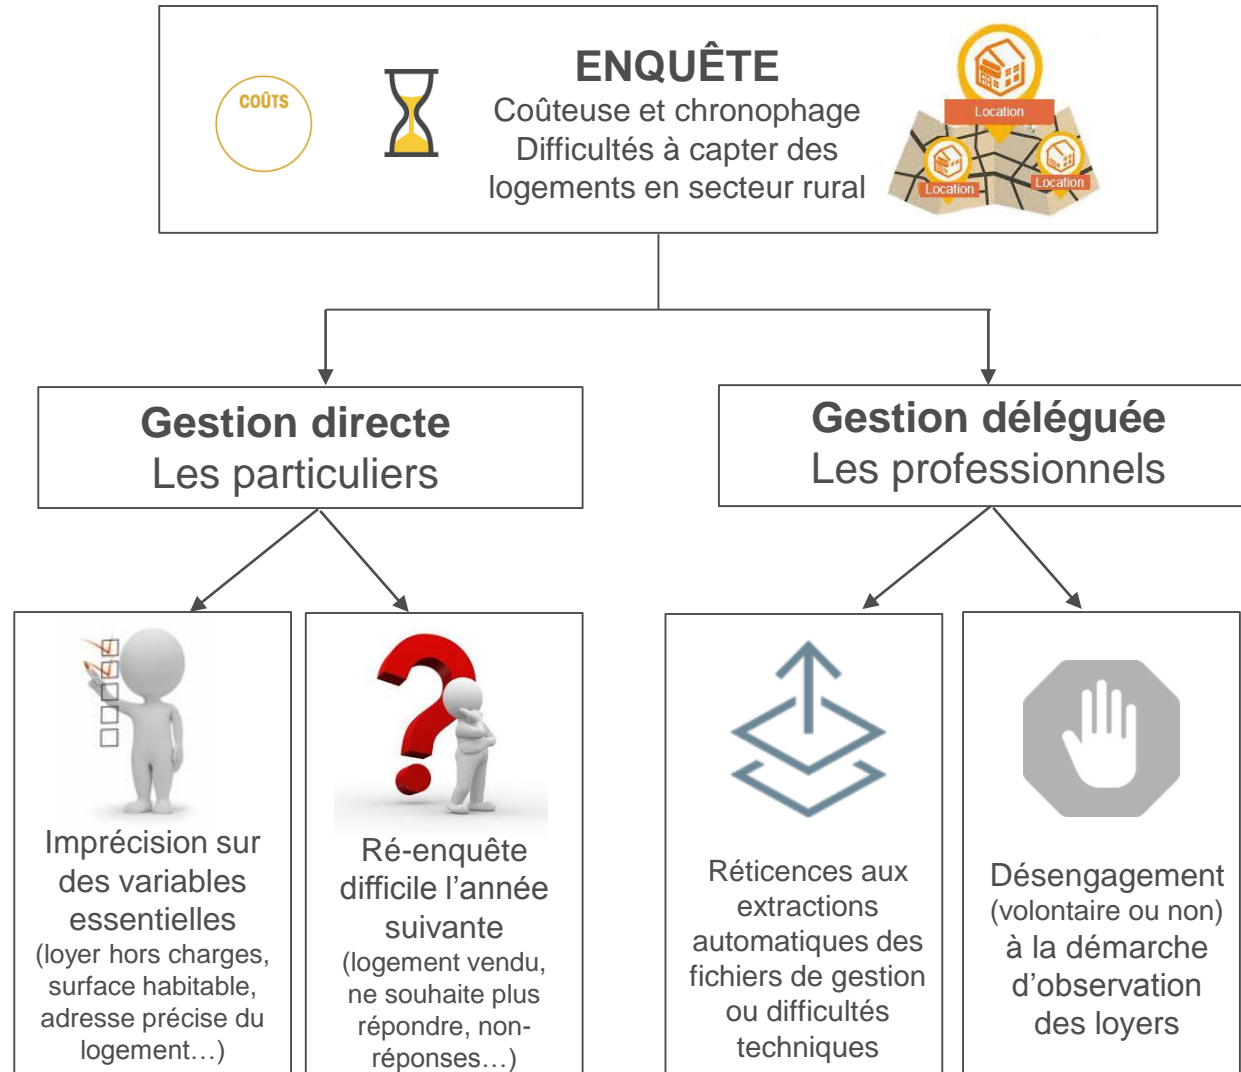 COÛTS
ENQUÊTE
Coûteuse et chronophage
Difficultés à capter des
logements en secteur rural
Location
Location
Location
Gestion directe
Les particuliers
Gestion déléguée
Les professionnels
Imprécision sur
des variables
essentielles
(loyer hors charges,
surface habitable,
adresse précise du
logement…)
Ré-enquête
difficile l’année
suivante
(logement vendu,
ne souhaite plus
répondre, non-
réponses…)
Réticences aux
extractions
automatiques des
fichiers de gestion
ou difficultés
techniques
Désengagement
(volontaire ou non)
à la démarche
d’observation
des loyers